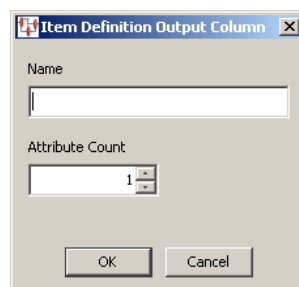 Item Definition Output Column
Name
Attribute Count
1
OK
Cancel